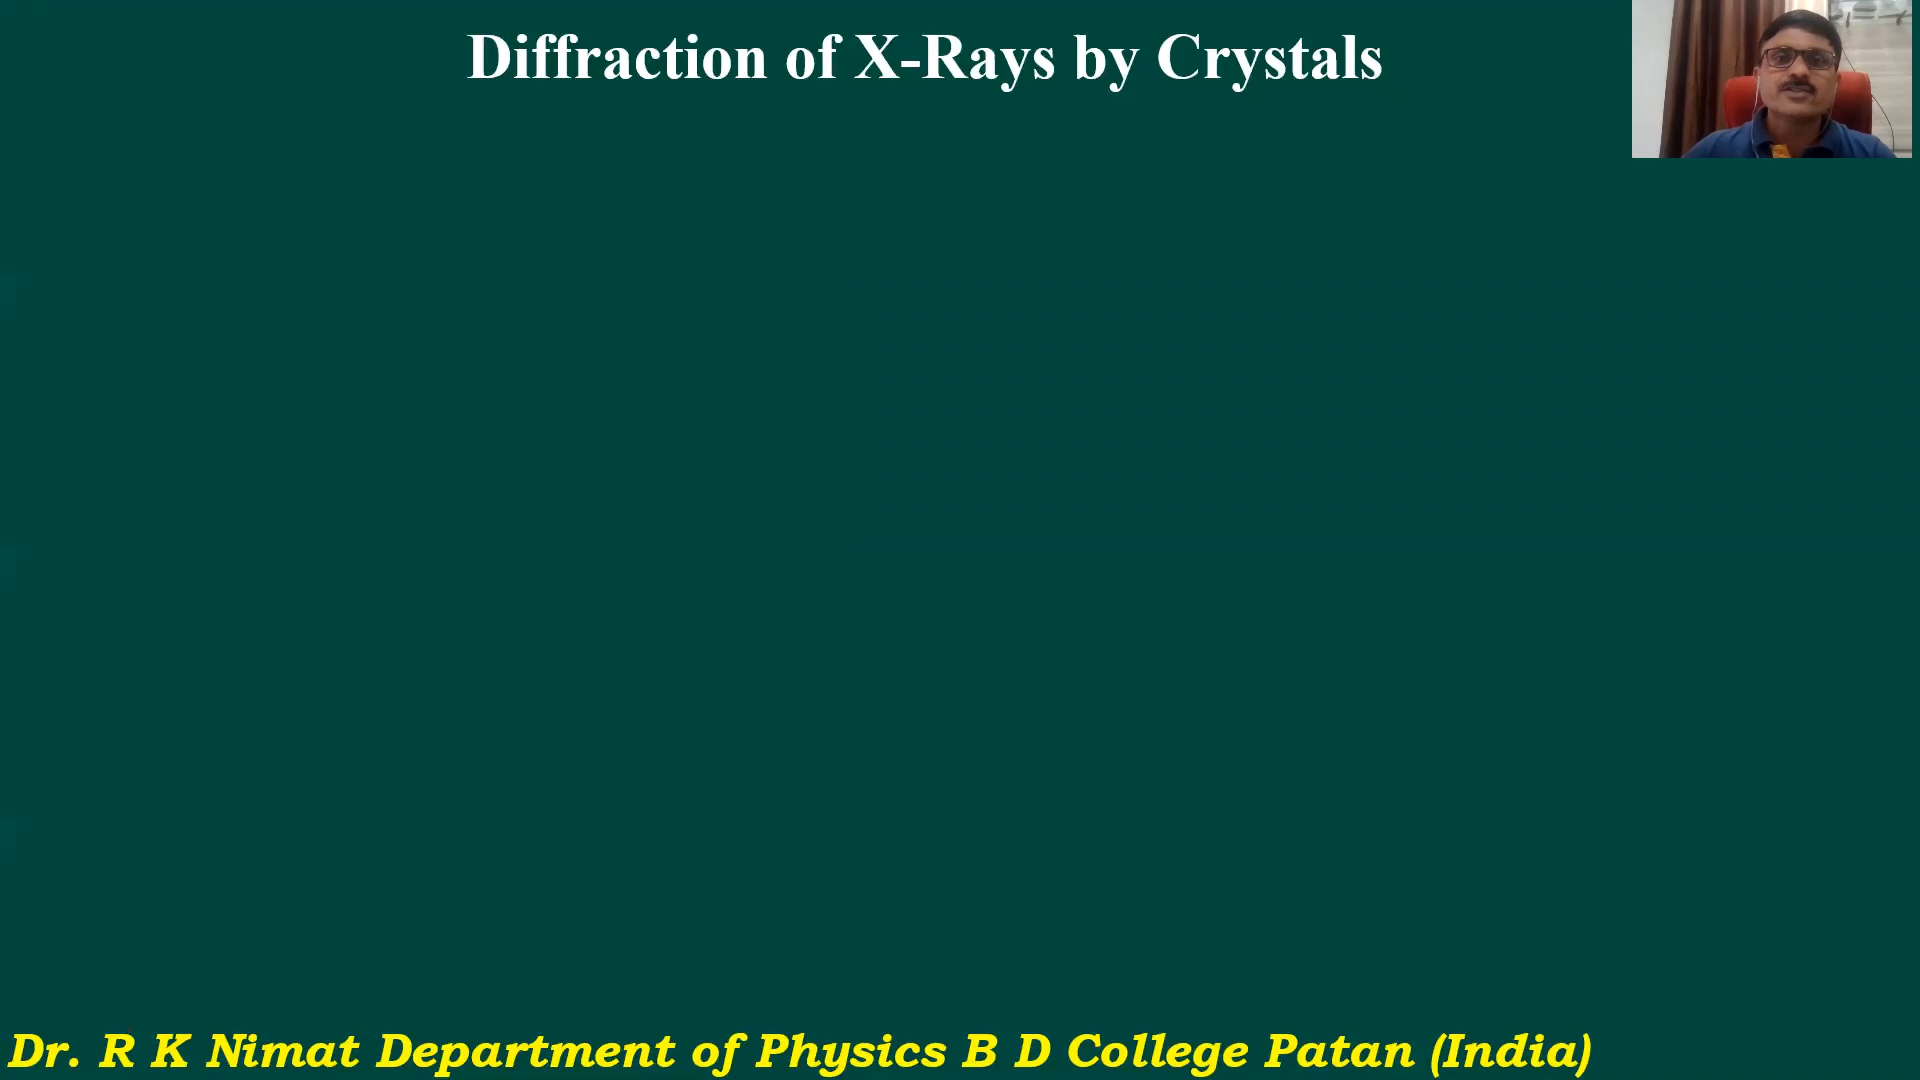 Diffraction of X-Rays by Crystals
Dr. R K Nimat Department of Physics B D College Patan (India)